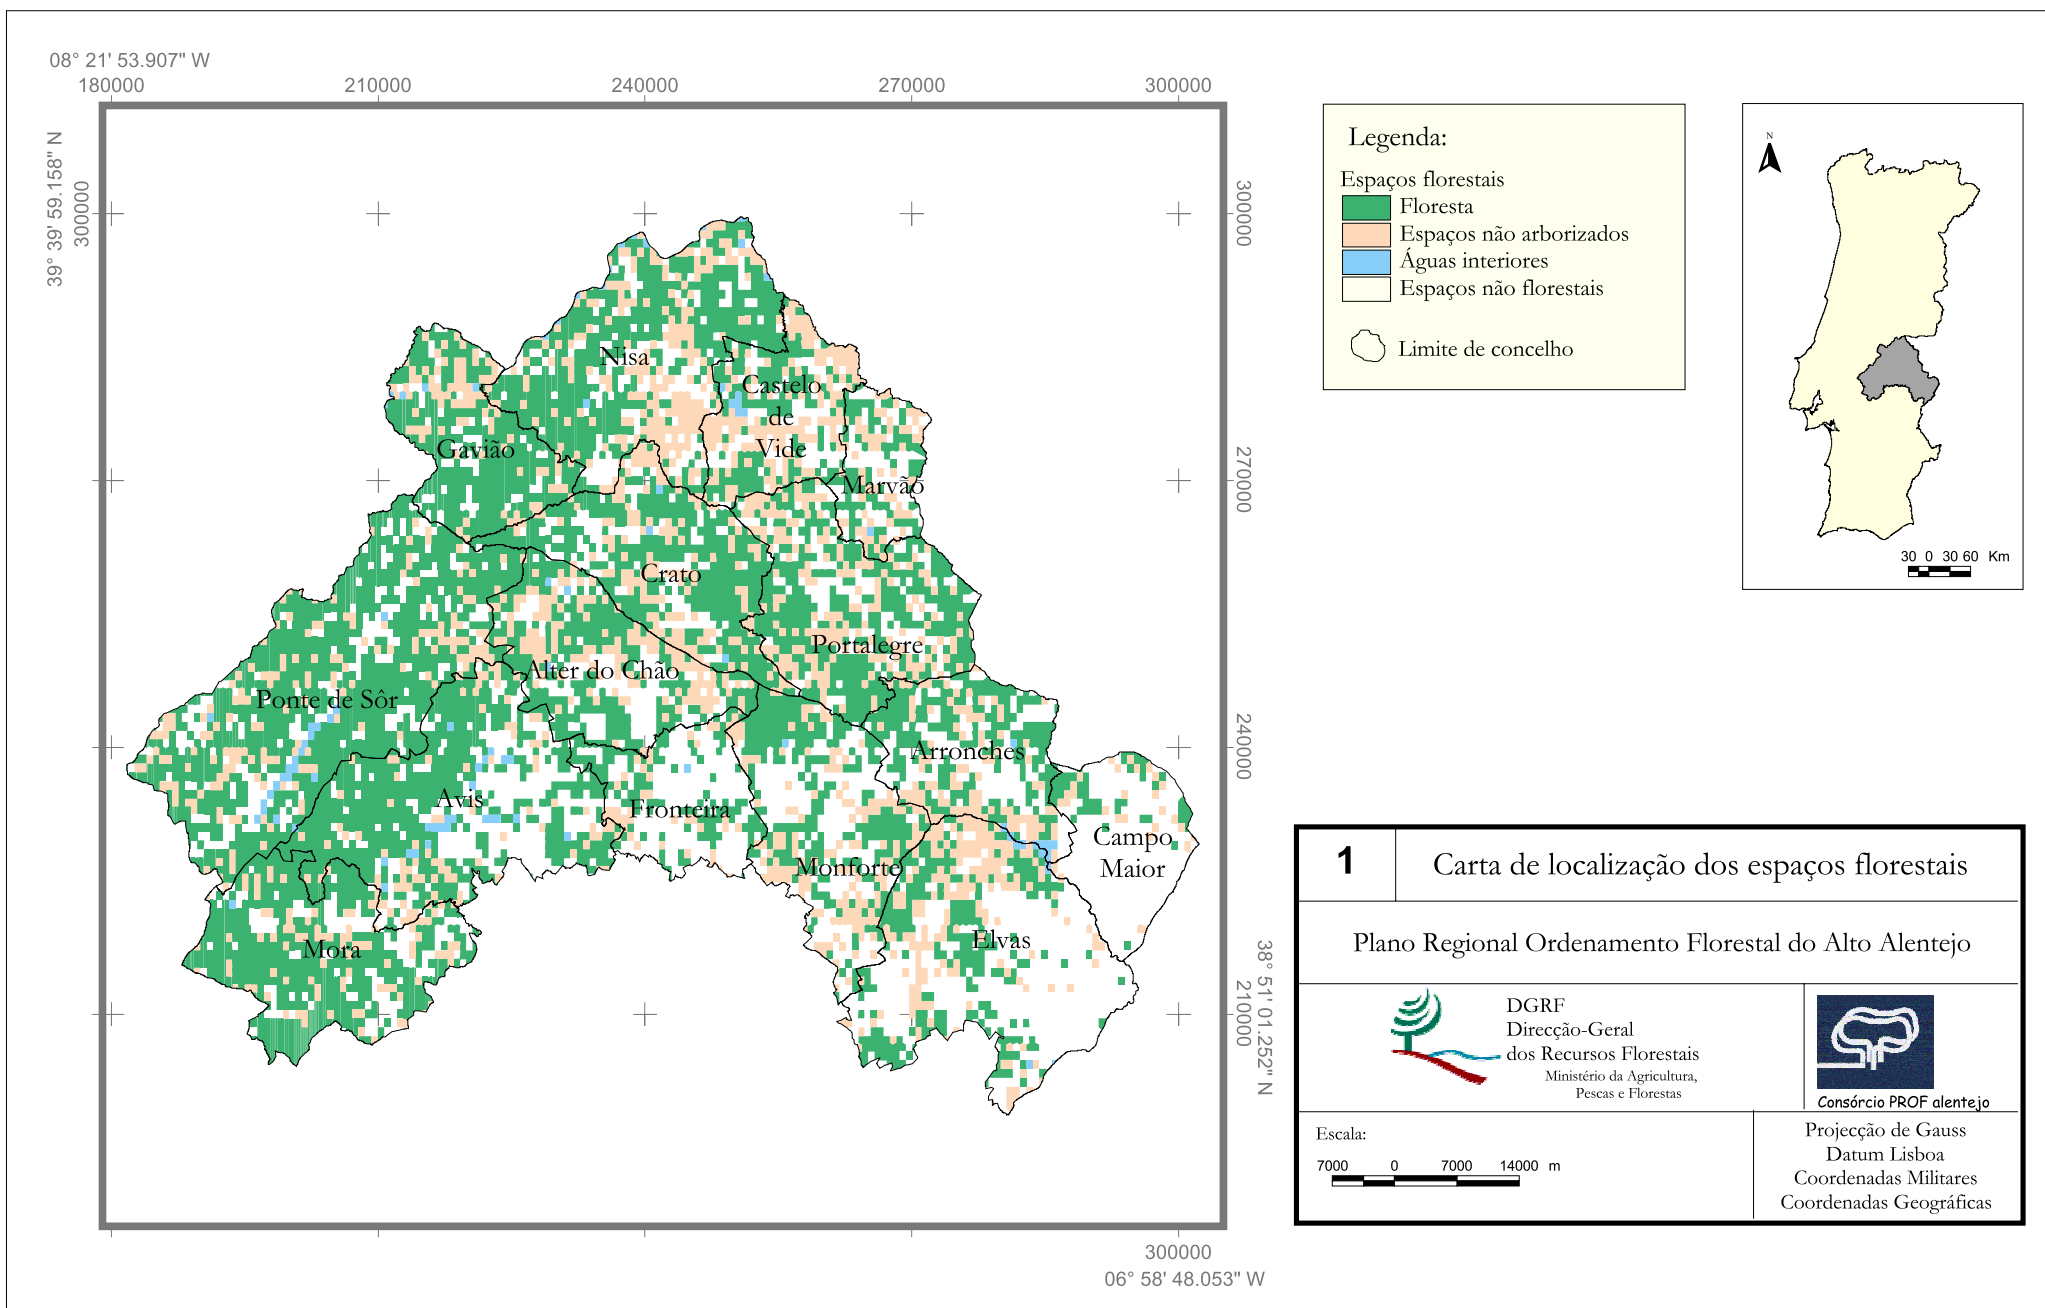 08° 21' 53.907" W
180000
210000
240000
270000
300000
39° 39' 59.158" N
300000
300000
270000
240000
210000
38° 51' 01.252" N
300000
06° 58' 48.053" W
Nisa
Castelo
de
Vide
Gavião
Marvão
Crato
Portalegre
Alter do Chão
Ponte de Sôr
Arronches
Avis
Fronteira
Campo
Maior
Monforte
Elvas
Mora
Legenda:
Espaços florestais
Floresta
Espaços não arborizados
Águas interiores
Espaços não florestais
Limite de concelho
N
30 0 30 60 Km
1
Carta de localização dos espaços florestais
Plano Regional Ordenamento Florestal do Alto Alentejo
DGRF
Direcção-Geral
dos Recursos Florestais
Ministério da Agricultura,
Pescas e Florestas
Consórcio PROF alentejo
Escala:
7000 0 7000 14000 m
Projecção de Gauss
Datum Lisboa
Coordenadas Militares
Coordenadas Geográficas